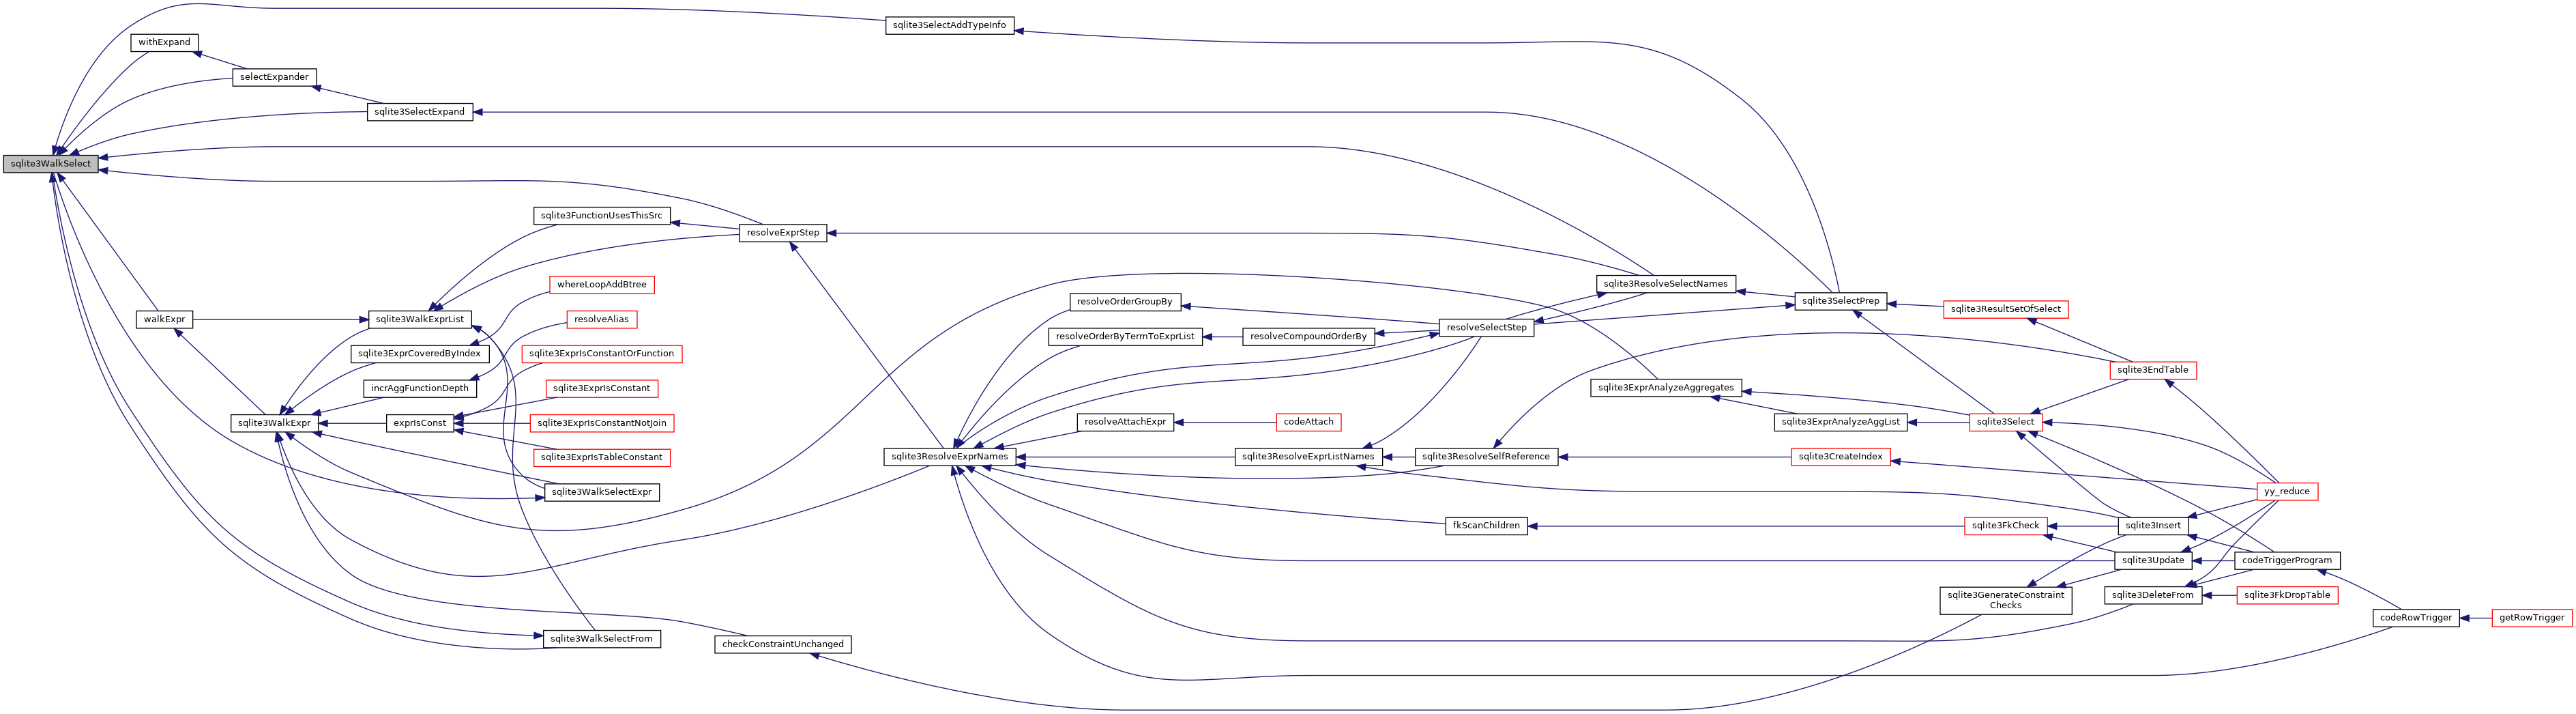 sqlite3WalkSelect
withExpand
selectExpander
sqlite3SelectExpand
sqlite3SelectAddTypeInfo
walkExpr
sqlite3WalkExpr
sqlite3WalkExprList
sqlite3ExprCoveredByIndex
incrAggFunctionDepth
exprIsConst
sqlite3FunctionUsesThisSrc
whereLoopAddBtree
resolveAlias
sqlite3ExprIsConstantOrFunction
sqlite3ExprIsConstant
sqlite3ExprIsConstantNotJoin
sqlite3ExprIsTableConstant
sqlite3WalkSelectExpr
sqlite3WalkSelectFrom
resolveExprStep
checkConstraintUnchanged
sqlite3ResolveExprNames
resolveOrderGroupBy
resolveOrderByTermToExprList
resolveAttachExpr
resolveCompoundOrderBy
codeAttach
sqlite3ResolveExprListNames
resolveSelectStep
sqlite3ResolveSelfReference
fkScanChildren
sqlite3ResolveSelectNames
sqlite3ExprAnalyzeAggregates
sqlite3ExprAnalyzeAggList
sqlite3SelectPrep
sqlite3CreateIndex
sqlite3ResultSetOfSelect
sqlite3Select
sqlite3FkCheck
sqlite3GenerateConstraint
Checks
sqlite3EndTable
sqlite3Insert
sqlite3Update
sqlite3DeleteFrom
yy_reduce
codeTriggerProgram
sqlite3FkDropTable
codeRowTrigger
getRowTrigger